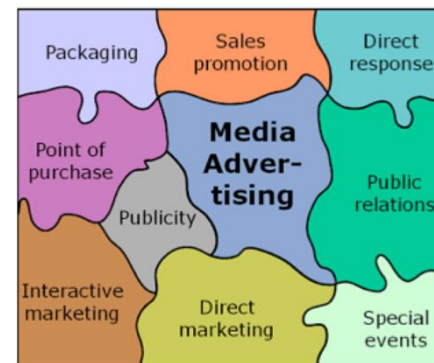 Packaging
Sales
promotion
Direct
response
Point of
purchase
Media
Adver-
tising
Public
relations
Publicity
Interactive
marketing
Direct
marketing
Special
events